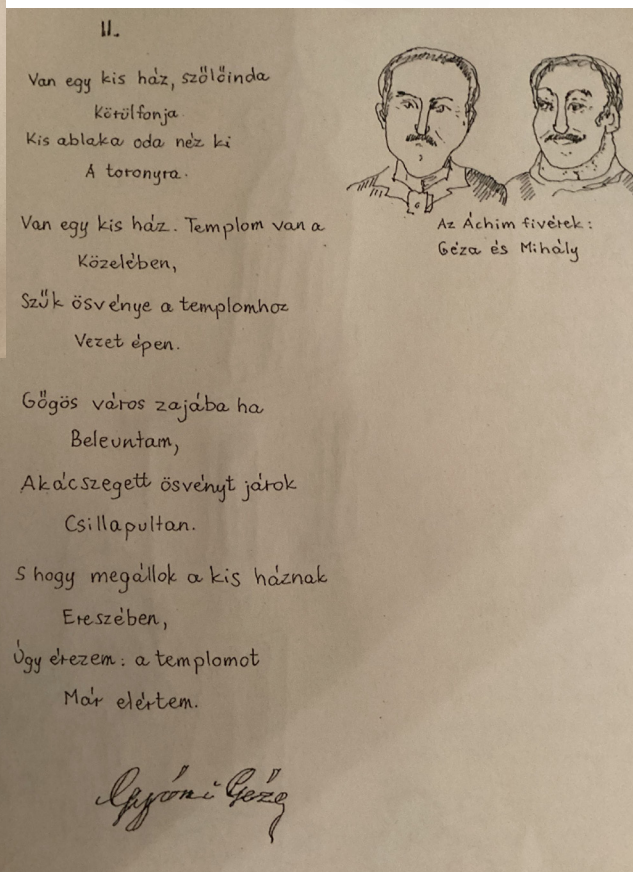 II.
Van egy kis ház, szőlőinda
Körülfonja.
Kis ablaka oda néz ki
A toronyra.
Van egy kis ház. Templom van a
Közelében,
Szűk ösvénye a templomhoz
Vezet épen.
Gőgös város zajába ha
Beleuntam,
Akácszegett ösvényt járok
Csillapultan.
S hogy megállok a kis háznak
Ereszében,
Úgy érezem: a templomot
Már elértem.
Gyóni Géza
Az Áchim fivérek:
Géza és Mihály